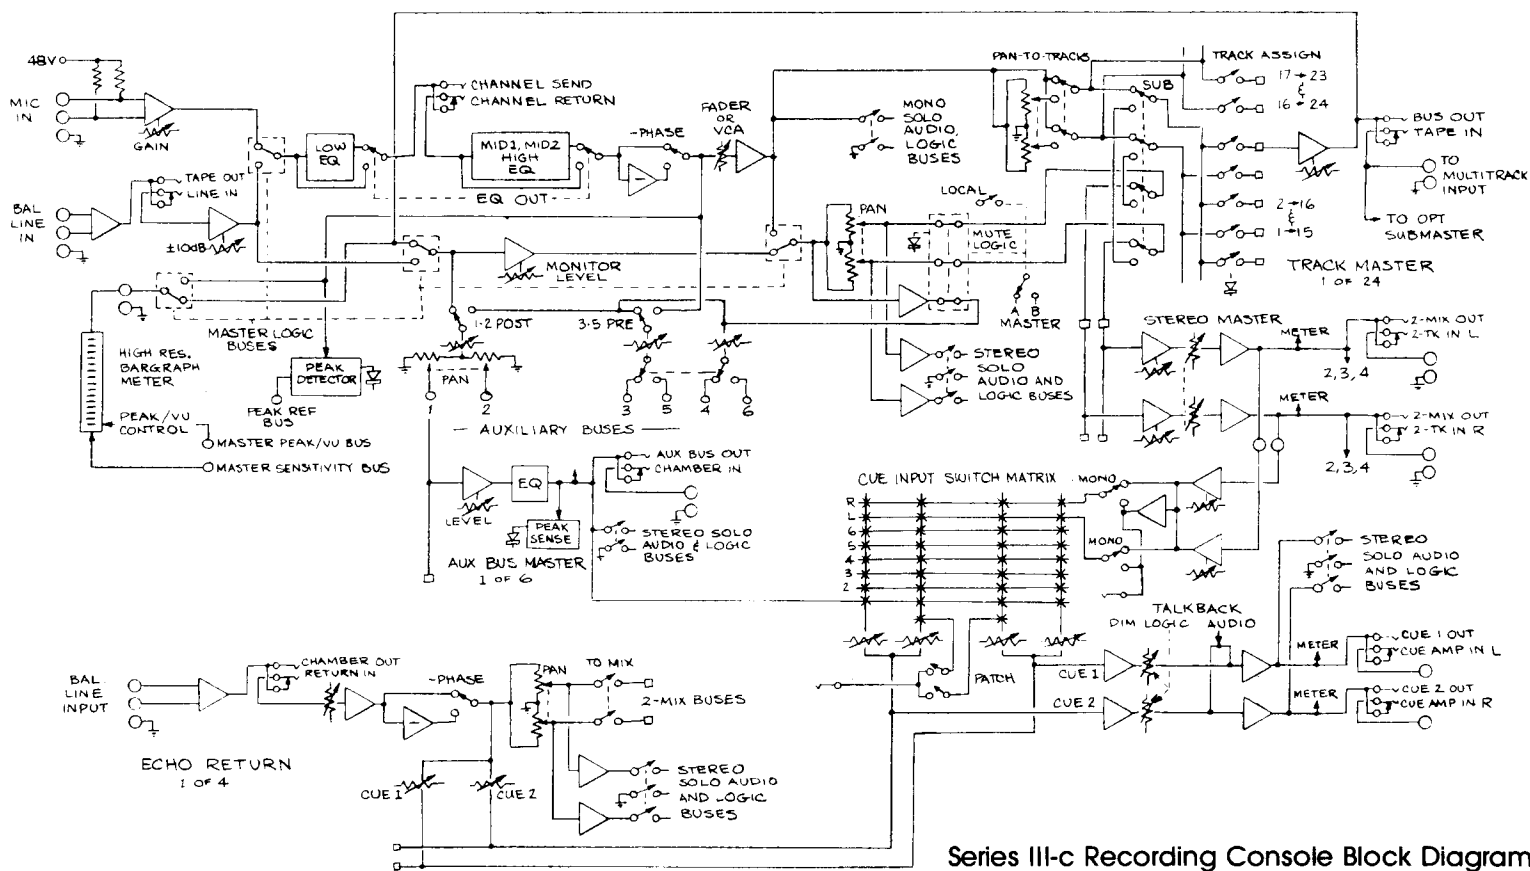 48V
MIC
IN
GAIN
TAPE OUT
LINE IN
BAL
LINE
IN
±10dB
LOW
EQ
CHANNEL SEND
CHANNEL RETURN
MID1, MID2
HIGH
EQ
EQ OUT
-PHASE
FADER
OR
VCA
MONO
SOLO
AUDIO,
LOGIC
BUSES
PAN-TO-TRACKS
SUB
TRACK ASSIGN
17→23
&
16→24
2→16
&
1→15
BUS OUT
TAPE IN
TO
MULTITRACK
INPUT
TO OPT
SUBMASTER
TRACK MASTER
1 OF 24
LOCAL
PAN
MUTE
LOGIC
A B
MASTER
MONITOR
LEVEL
MASTER LOGIC
BUSES
HIGH RES.
BARGRAPH
METER
PEAK
DETECTOR
PEAK REF
BUS
PEAK/VU
CONTROL
MASTER PEAK/VU BUS
MASTER SENSITIVITY BUS
1-2 POST
3-5 PRE
PAN
1 2
3 5 4 6
AUXILIARY BUSES
STEREO
SOLO
AUDIO AND
LOGIC BUSES
STEREO MASTER
METER
2-MIX OUT
2-TK IN L
2,3,4
METER
2-MIX OUT
2-TK IN R
2,3,4
LEVEL
EQ
PEAK
SENSE
AUX BUS OUT
CHAMBER IN
STEREO SOLO
AUDIO & LOGIC
BUSES
AUX BUS MASTER
1 OF 6
CUE INPUT SWITCH MATRIX
R
L
6
5
4
3
2
MONO
MONO
STEREO
SOLO AUDIO
AND LOGIC
BUSES
TALKBACK
DIM LOGIC AUDIO
PATCH
CUE 1
METER
CUE 1 OUT
CUE AMP IN L
CUE 2
METER
CUE 2 OUT
CUE AMP IN R
BAL.
LINE
INPUT
CHAMBER OUT
RETURN IN
-PHASE
PAN
TO MIX
2-MIX BUSES
ECHO RETURN
1 OF 4
CUE 1
CUE 2
STEREO
SOLO AUDIO
AND LOGIC
BUSES
Series III-c Recording Console Block Diagram